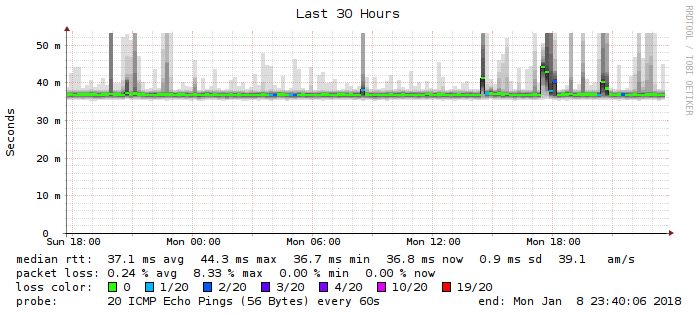 Last 30 Hours
RRDTOOL / TOBI OETIKER
Seconds
50 m
40 m
30 m
20 m
10 m
0
Sun 18:00 Mon 00:00 Mon 06:00 Mon 12:00 Mon 18:00
median rtt: 37.1 ms avg 44.3 ms max 36.7 ms min 36.8 ms now 0.9 ms sd 39.1 am/s
packet loss: 0.24 % avg 8.33 % max 0.00 % min 0.00 % now
loss color: 0 1/20 2/20 3/20 4/20 10/20 19/20
probe: 20 ICMP Echo Pings (56 Bytes) every 60s end: Mon Jan 8 23:40:06 2018